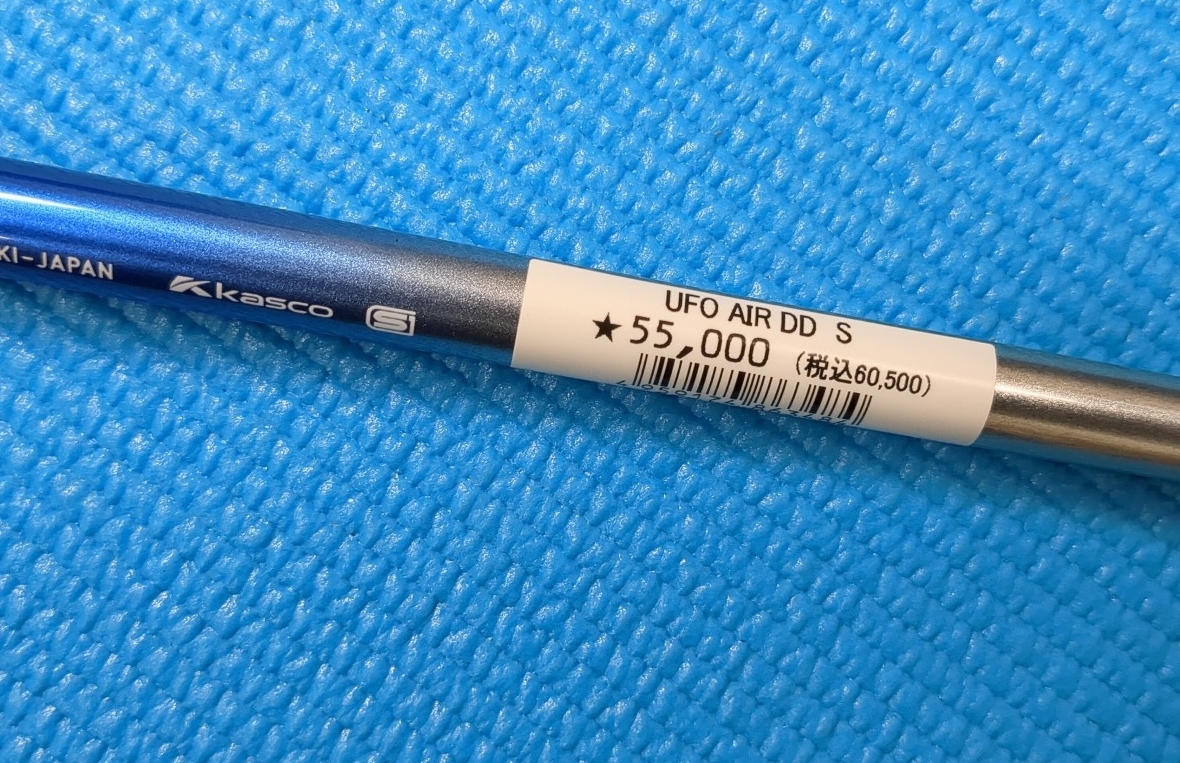 KI-JAPAN
kasco
UFO AIR DD S
★55,000 (税込60,500)